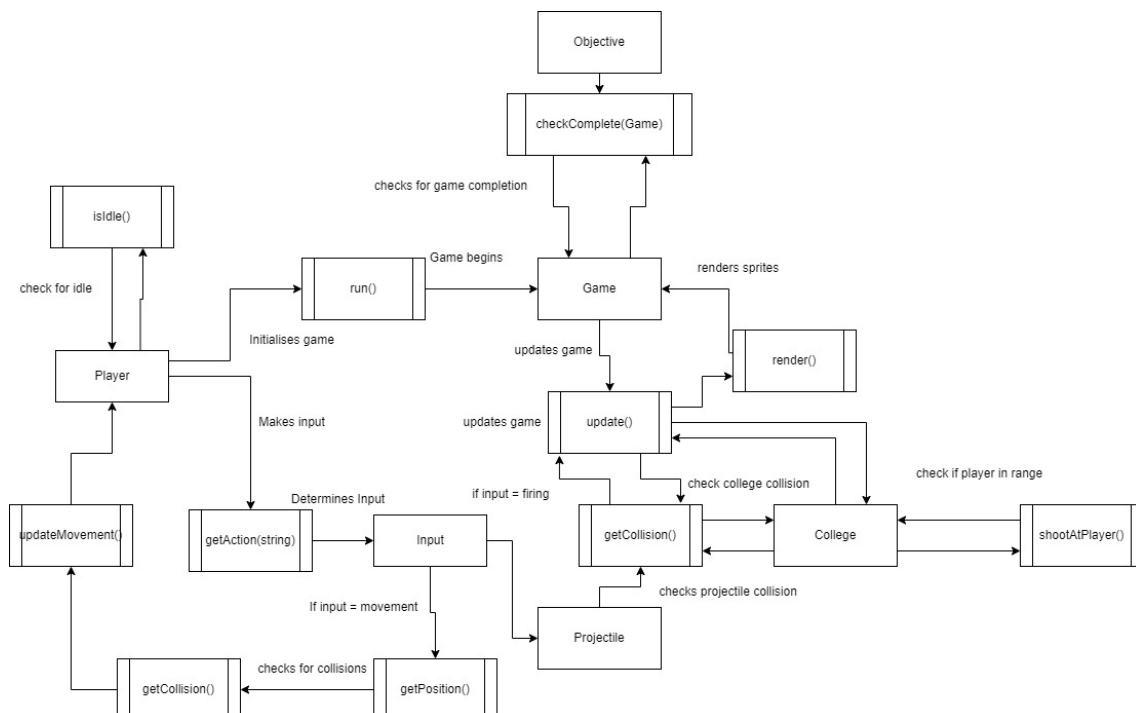 Objective
checkComplete(Game)
checks for game completion
isIdle()
Game begins
renders sprites
check for idle
run()
Game
Initialises game
updates game
render()
Player
Makes input
updates game
update()
check if player in range
if input = firing
check college collision
Determines Input
updateMovement()
getAction(string)
Input
getCollision()
College
shootAtPlayer()
checks projectile collision
If input = movement
Projectile
checks for collisions
getCollision()
getPosition()